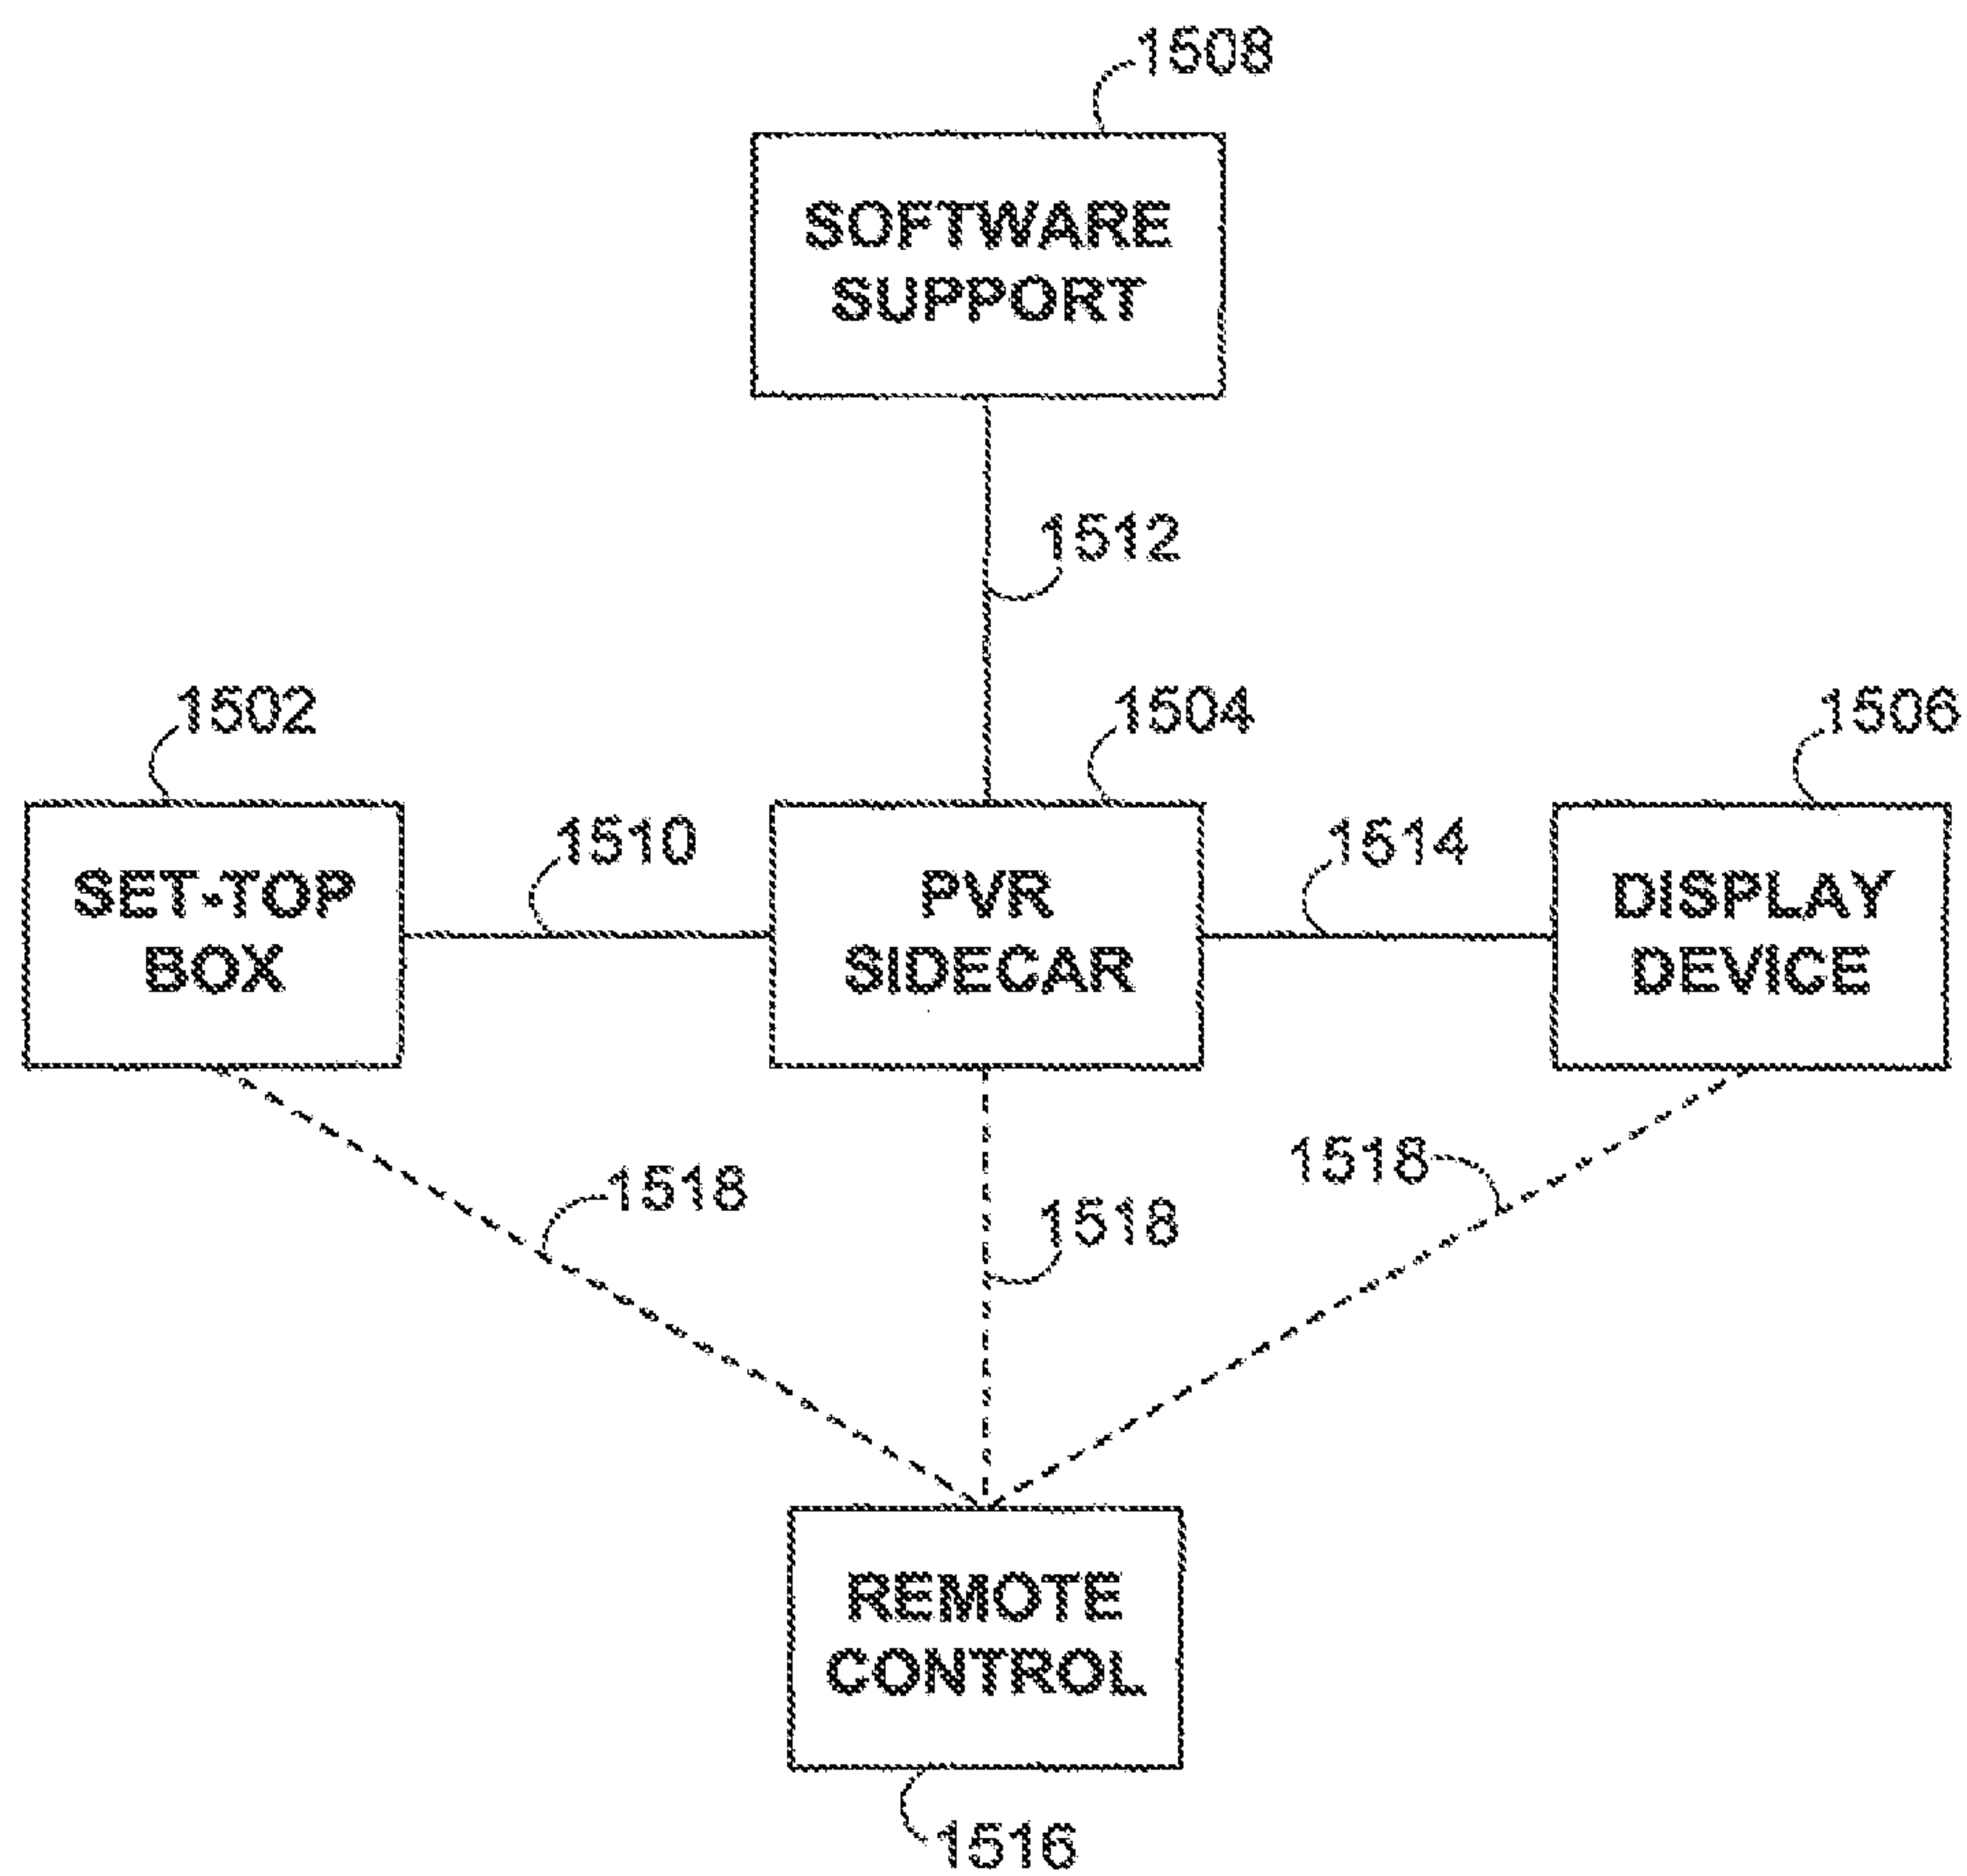 1508
SOFTWARE
SUPPORT
1512
1502
1504
1506
1510
1514
SET-TOP
BOX
PVR
SIDECAR
DISPLAY
DEVICE
1518
1518
1518
REMOTE
CONTROL
1516